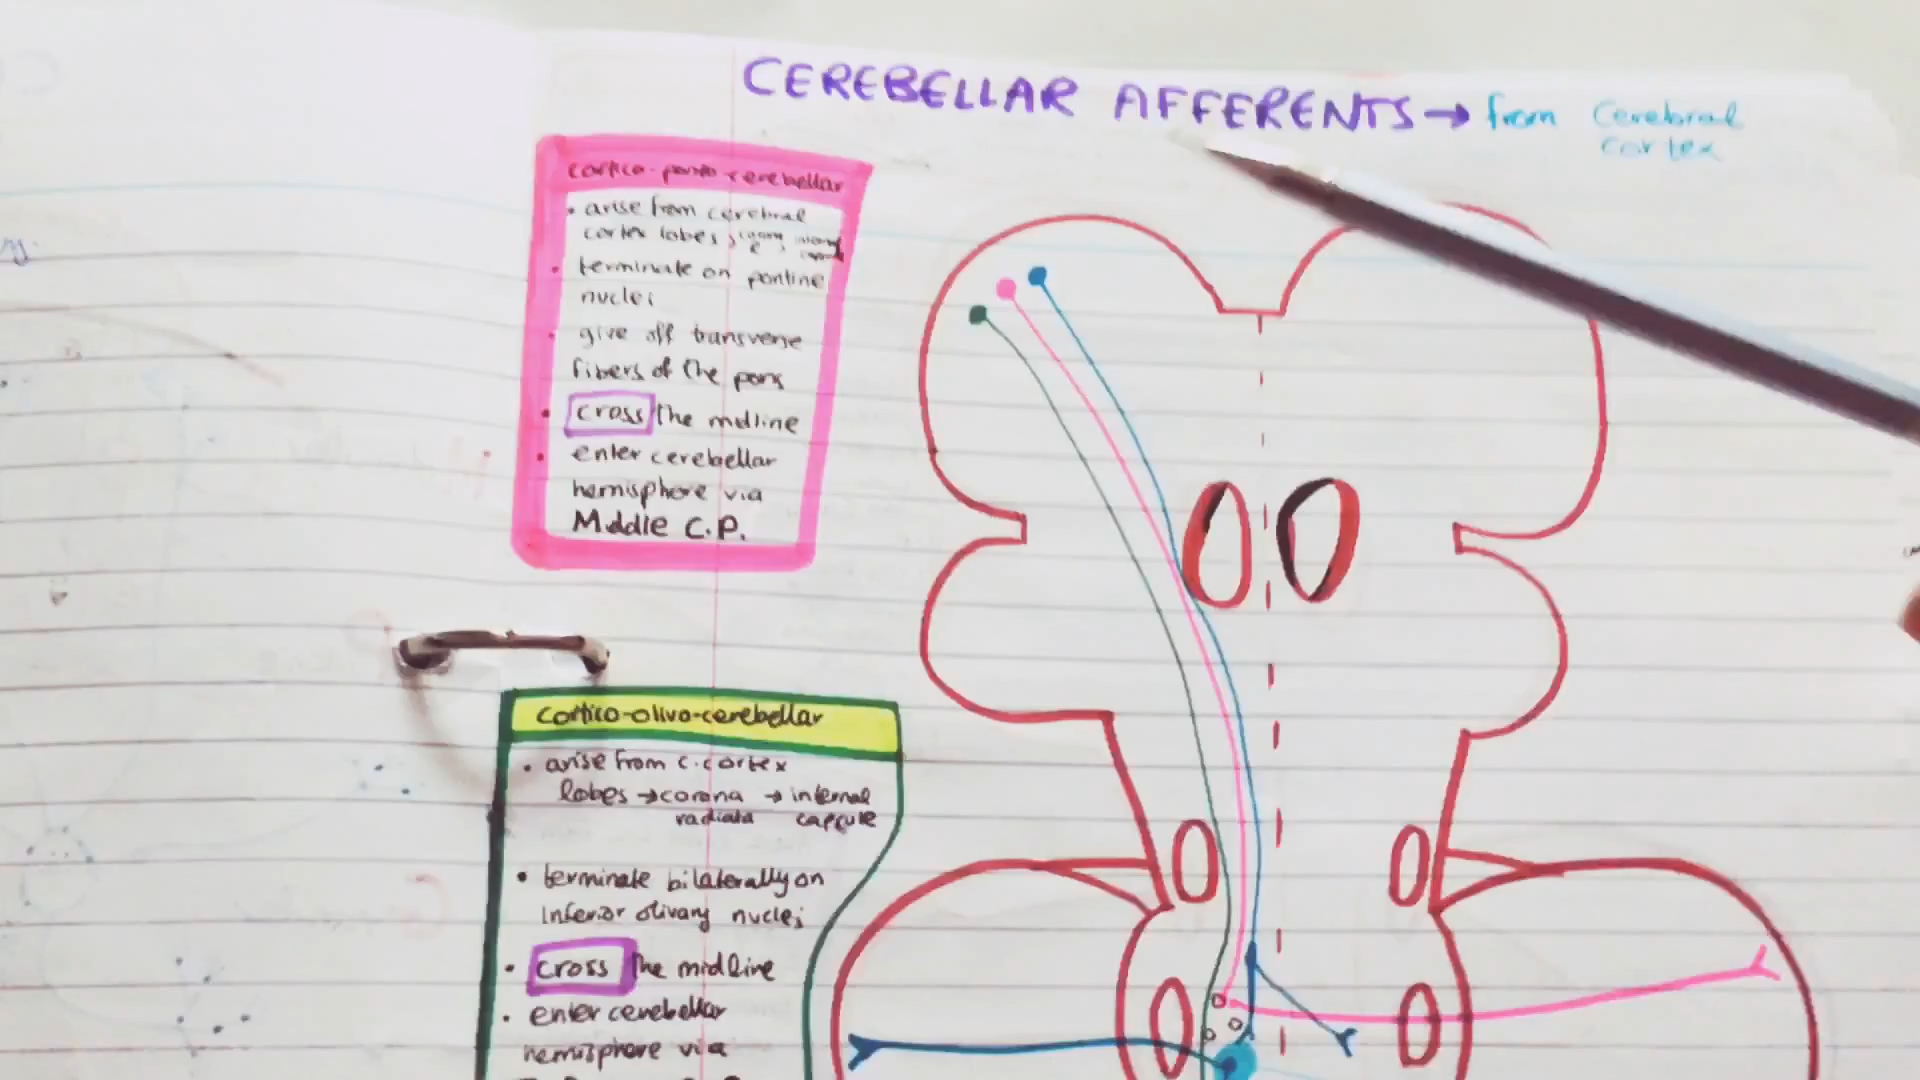 CEREBELLAR AFFERENTS → from Cerebral
cortex
cortico-ponto-cerebellar
• arise from cerebral
cortex lobes,
• terminate on pontine
nuclei
• give off transverse
fibers of the pons
• cross the midline
• enter cerebellar
hemisphere via
Middle C.P.
cortico-olivo-cerebellar
• arise from c.cortex
lobes → corona → internal
radiata capsule
• terminate bilaterally on
inferior olivary nuclei
• cross the midline
• enter cerebellar
hemisphere via